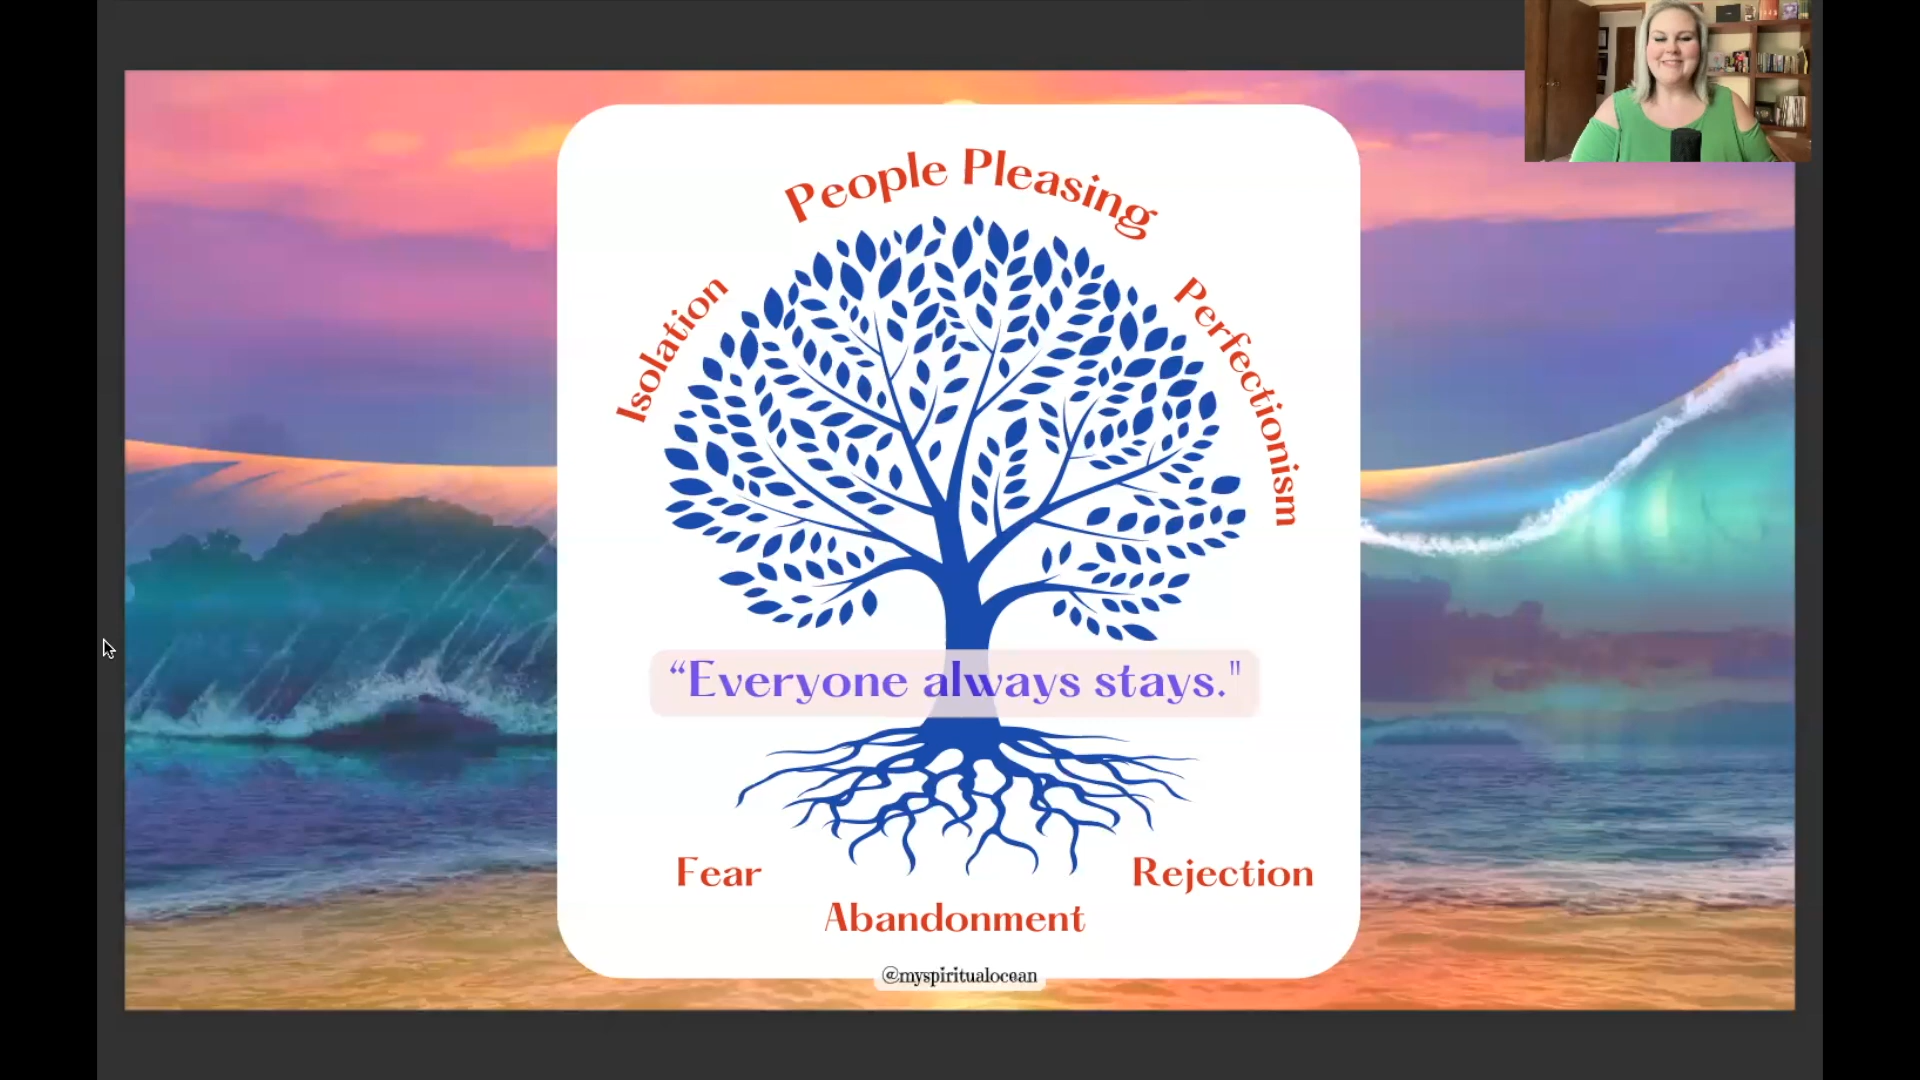 People Pleasing
Isolation
Perfectionism
“Everyone always stays."
Fear
Rejection
Abandonment
@myspiritualocean